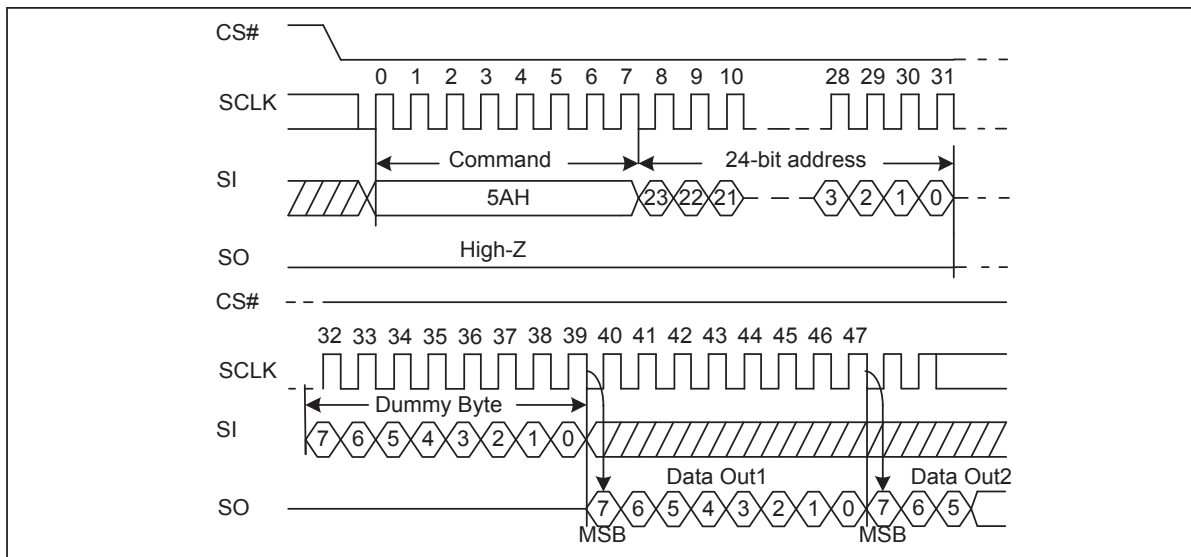 CS#
0 1 2 3 4 5 6 7 8 9 10 28 29 30 31
SCLK
Command 24-bit address
SI
5AH 23 22 21 3 2 1 0
SO High-Z
CS#
32 33 34 35 36 37 38 39 40 41 42 43 44 45 46 47
SCLK
Dummy Byte
SI
7 6 5 4 3 2 1 0
Data Out1 Data Out2
SO 7 6 5 4 3 2 1 0 7 6 5
MSB MSB